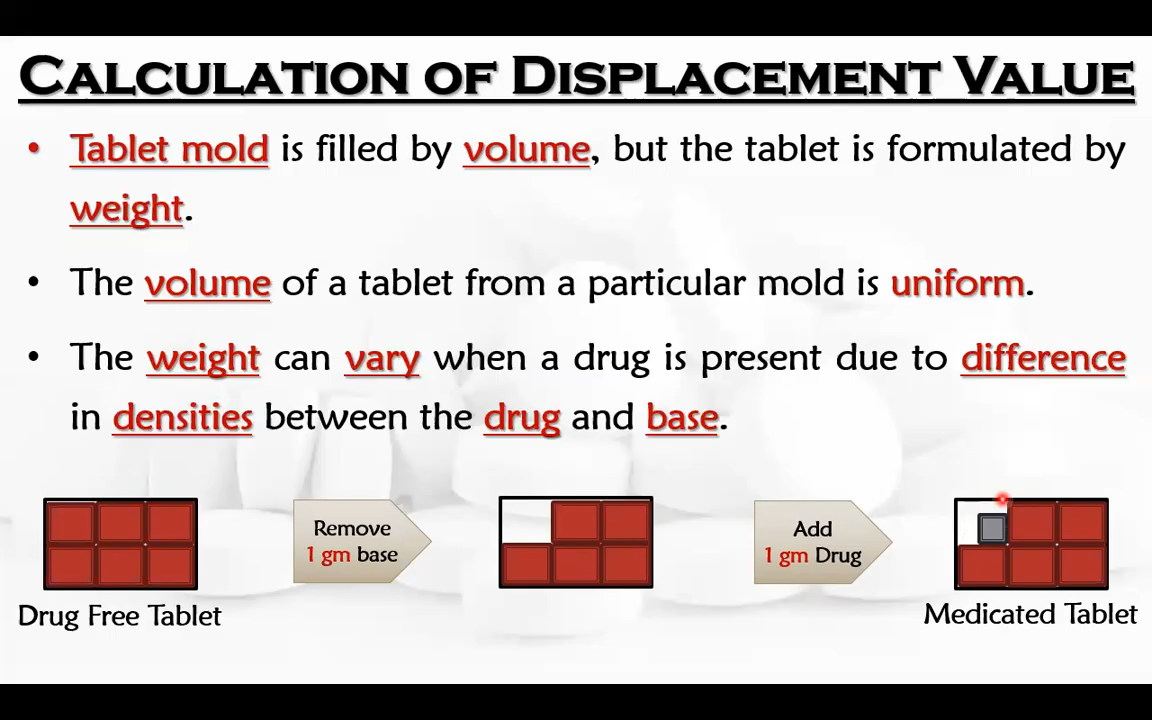 CALCULATION OF DISPLACEMENT VALUE
• Tablet mold is filled by volume, but the tablet is formulated by
weight.
• The volume of a tablet from a particular mold is uniform.
• The weight can vary when a drug is present due to difference
in densities between the drug and base.
Remove
1 gm base
Add
1 gm Drug
Drug Free Tablet
Medicated Tablet